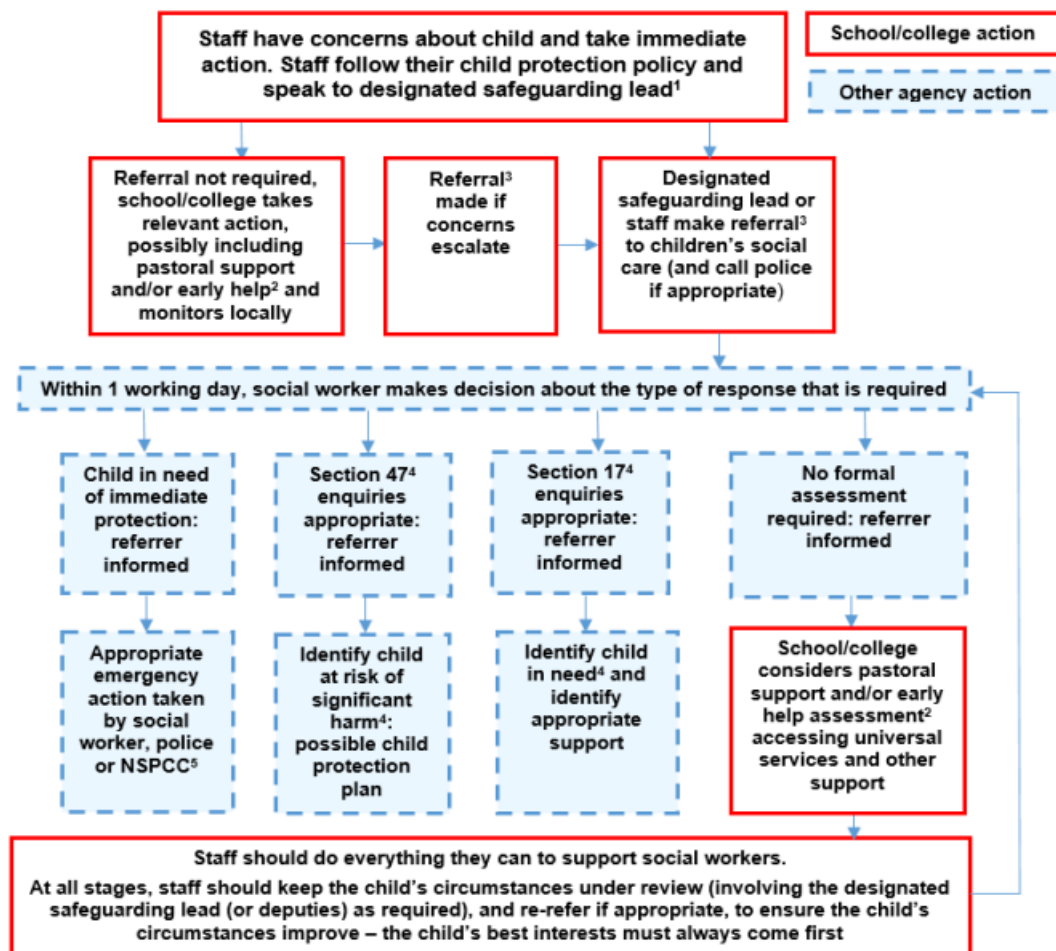 Staff have concerns about child and take immediate
action. Staff follow their child protection policy and
speak to designated safeguarding lead¹
School/college action
Other agency action
Referral not required,
school/college takes
relevant action,
possibly including
pastoral support
and/or early help² and
monitors locally
Referral³
made if
concerns
escalate
Designated
safeguarding lead or
staff make referral³
to children’s social
care (and call police
if appropriate)
Within 1 working day, social worker makes decision about the type of response that is required
Child in need
of immediate
protection:
referrer
informed
Section 47⁴
enquiries
appropriate:
referrer
informed
Section 17⁴
enquiries
appropriate:
referrer
informed
No formal
assessment
required: referrer
informed
Appropriate
emergency
action taken
by social
worker, police
or NSPCC⁵
Identify child
at risk of
significant
harm⁴:
possible child
protection
plan
Identify child
in need⁴ and
identify
appropriate
support
School/college
considers pastoral
support and/or early
help assessment²
accessing universal
services and other
support
Staff should do everything they can to support social workers.
At all stages, staff should keep the child’s circumstances under review (involving the designated
safeguarding lead (or deputies) as required), and re-refer if appropriate, to ensure the child’s
circumstances improve – the child’s best interests must always come first